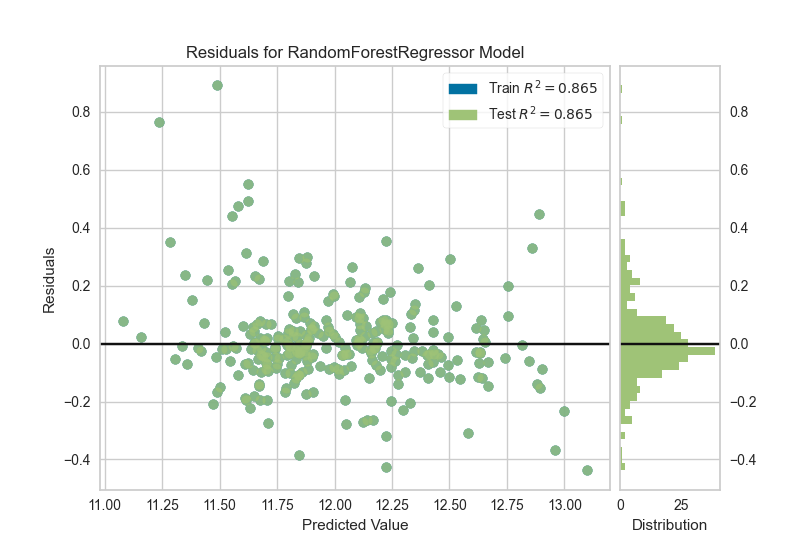 Residuals for RandomForestRegressor Model
Train R² = 0.865
Test R² = 0.865
Residuals
0.8
0.6
0.4
0.2
0.0
−0.2
−0.4
11.00 11.25 11.50 11.75 12.00 12.25 12.50 12.75 13.00
Predicted Value
0.8
0.6
0.4
0.2
0.0
−0.2
−0.4
0 25
Distribution